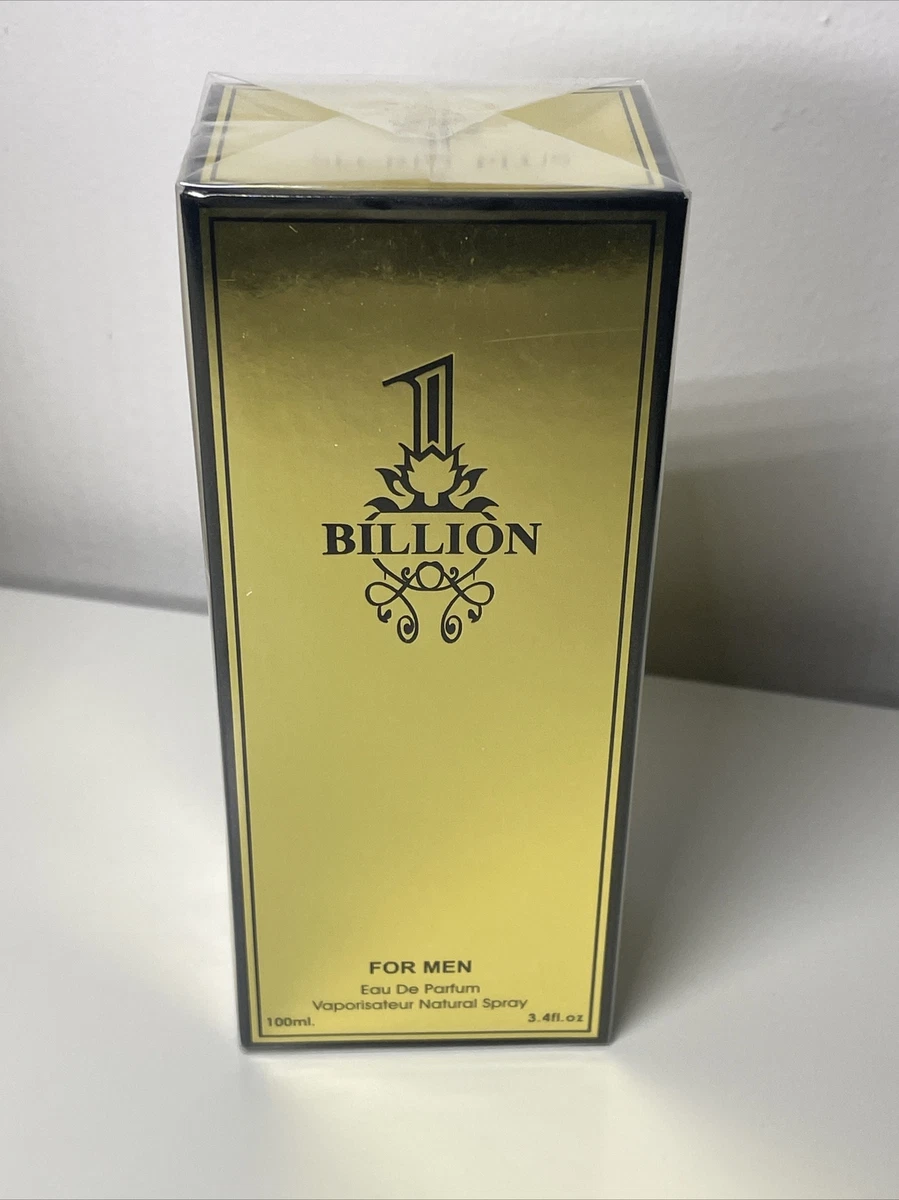 1
BILLION
FOR MEN
Eau De Parfum
Vaporisateur Natural Spray
100ml. 3.4fl.oz